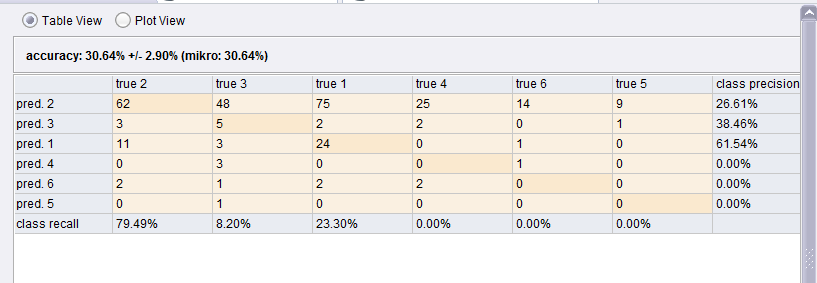 Table View Plot View
accuracy: 30.64% +/- 2.90% (mikro: 30.64%)
true 2 true 3 true 1 true 4 true 6 true 5 class precision
pred. 2 62 48 75 25 14 9 26.61%
pred. 3 3 5 2 2 0 1 38.46%
pred. 1 11 3 24 0 1 0 61.54%
pred. 4 0 3 0 0 1 0 0.00%
pred. 6 2 1 2 2 0 0 0.00%
pred. 5 0 1 0 0 0 0 0.00%
class recall 79.49% 8.20% 23.30% 0.00% 0.00% 0.00%